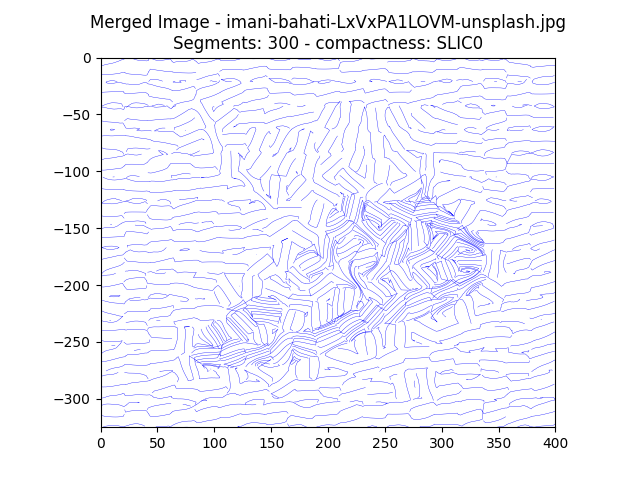 Merged Image - imani-bahati-LxVxPA1LOVM-unsplash.jpg
Segments: 300 - compactness: SLIC0
0
−50
−100
−150
−200
−250
−300
0 50 100 150 200 250 300 350 400